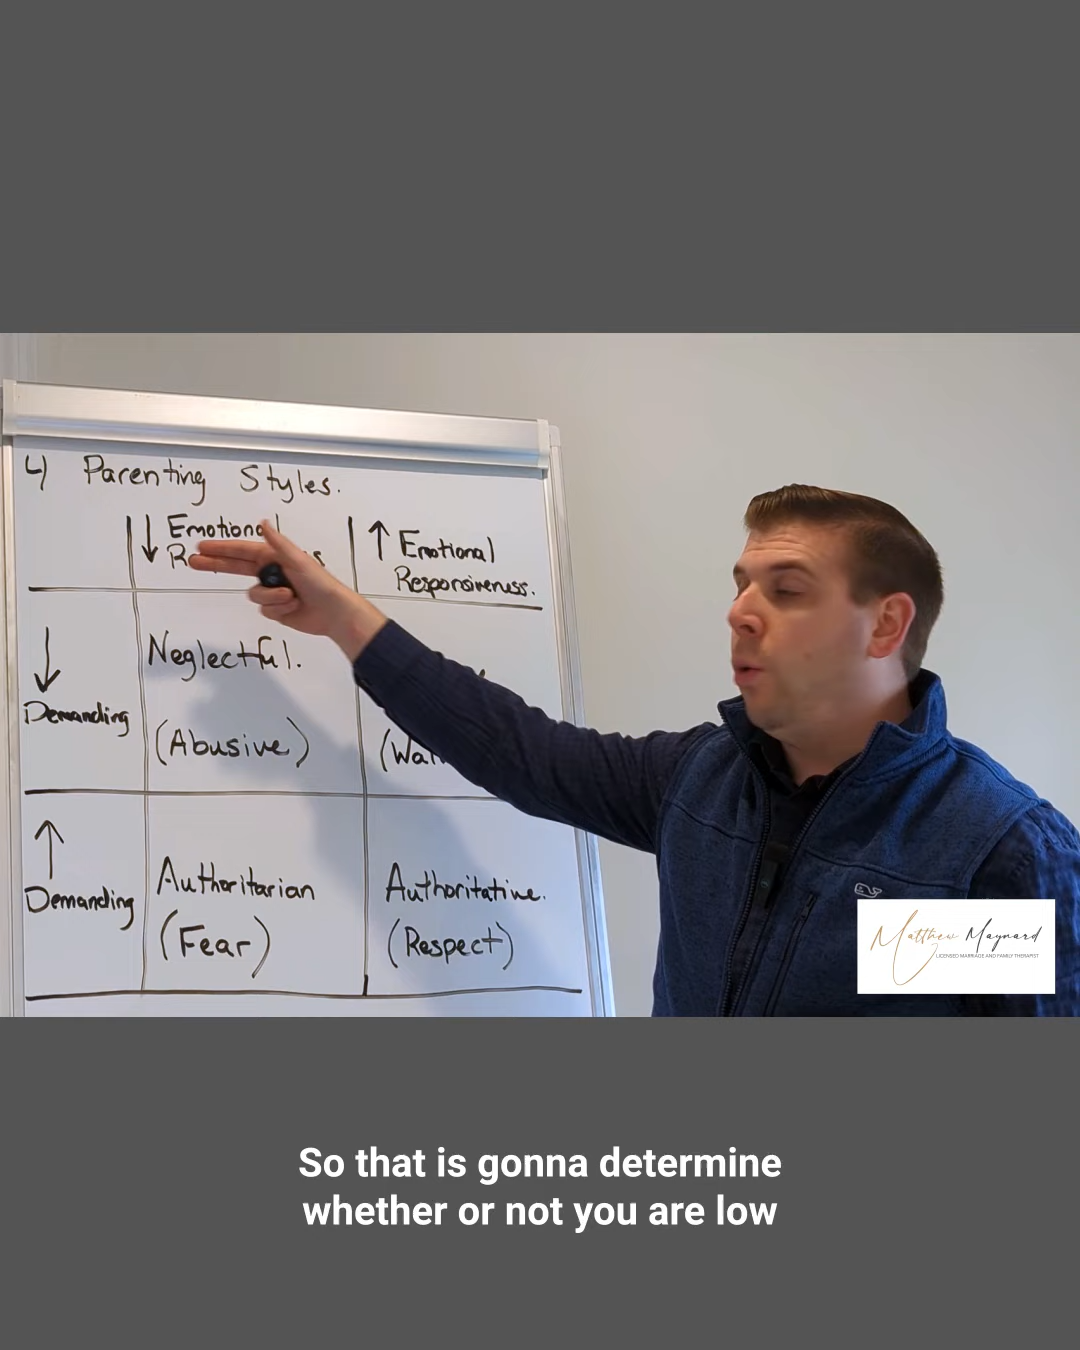 4 Parenting Styles.
↓ Emotional
↑ Emotional
Responsiveness.
↓
Demanding
Neglectful.
(Abusive)
↑
Demanding
Authoritarian
(Fear)
Authoritative.
(Respect)
Matthew Maynard
LICENSED MARRIAGE AND FAMILY THERAPIST
So that is gonna determine
whether or not you are low